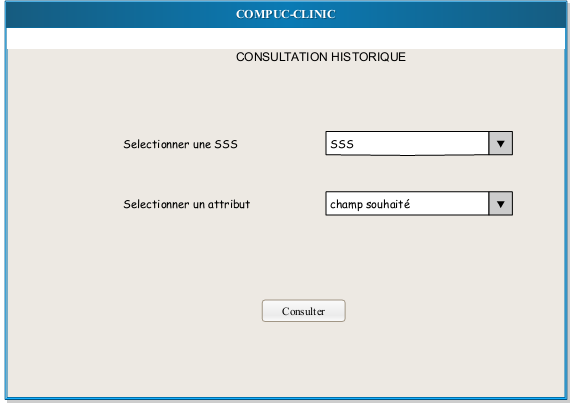 COMPUC-CLINIC
CONSULTATION HISTORIQUE
Selectionner une SSS
SSS
Selectionner un attribut
champ souhaité
Consulter